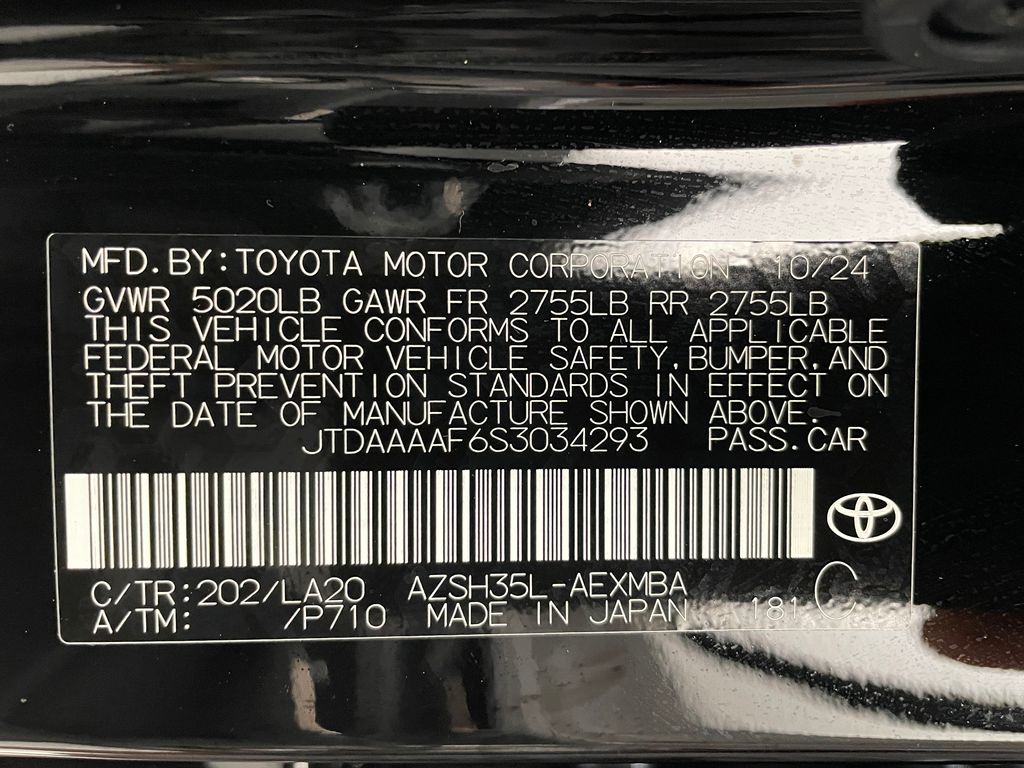 MFD.BY:TOYOTA MOTOR CORPORATION 10/24
GVWR 5020LB GAWR FR 2755LB RR 2755LB
THIS VEHICLE CONFORMS TO ALL APPLICABLE
FEDERAL MOTOR VEHICLE SAFETY,BUMPER,AND
THEFT PREVENTION STANDARDS IN EFFECT ON
THE DATE OF MANUFACTURE SHOWN ABOVE.
JTDAAAAF6S3034293 PASS.CAR
C/TR:202/LA20 AZSH35L-AEXMBA
A/TM: /P710 MADE IN JAPAN 181 C